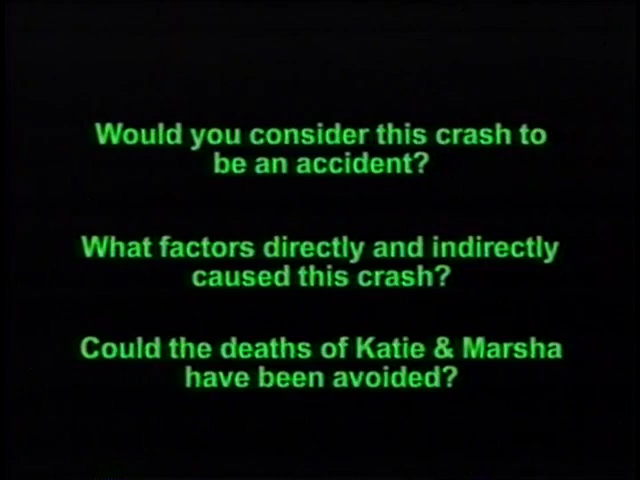 Would you consider this crash to
be an accident?
What factors directly and indirectly
caused this crash?
Could the deaths of Katie & Marsha
have been avoided?